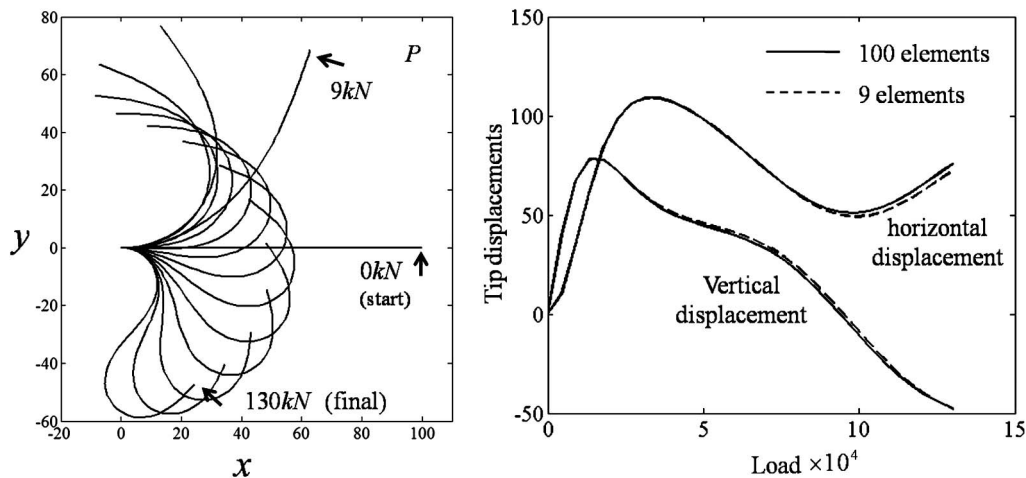 80
60
40
20
0
-20
-40
-60
-20 0 20 40 60 80 100
y
x
P
9kN
0kN
(start)
130kN (final)
150
100
50
0
-50
0 5 10 15
Tip displacements
Load ×10⁴
100 elements
9 elements
horizontal
displacement
Vertical
displacement